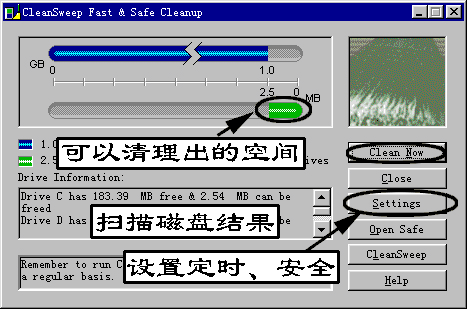 CleanSweep Fast & Safe Cleanup
GB
1.0
2.5
0
MB
可以清理出的空间
1.0
2.5
ives
Drive Information:
Drive C has 183.39 MB free & 2.54 MB can be
freed
Drive D has
be
扫描磁盘结果
设置定时、安全
Remember to run C
a regular basis.
Clean Now
Close
Settings
Open Safe
CleanSweep
Help